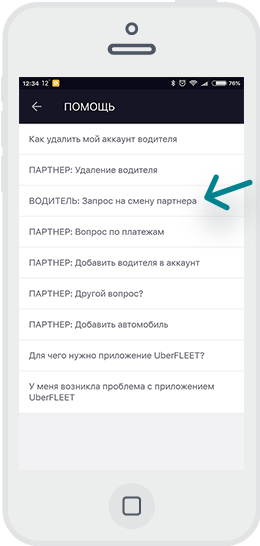 12:34 12° 76%
ПОМОЩЬ
Как удалить мой аккаунт водителя
ПАРТНЕР: Удаление водителя
ВОДИТЕЛЬ: Запрос на смену партнера
ПАРТНЕР: Вопрос по платежам
ПАРТНЕР: Добавить водителя в аккаунт
ПАРТНЕР: Другой вопрос?
ПАРТНЕР: Добавить автомобиль
Для чего нужно приложение UberFLEET?
У меня возникла проблема с приложением
UberFLEET